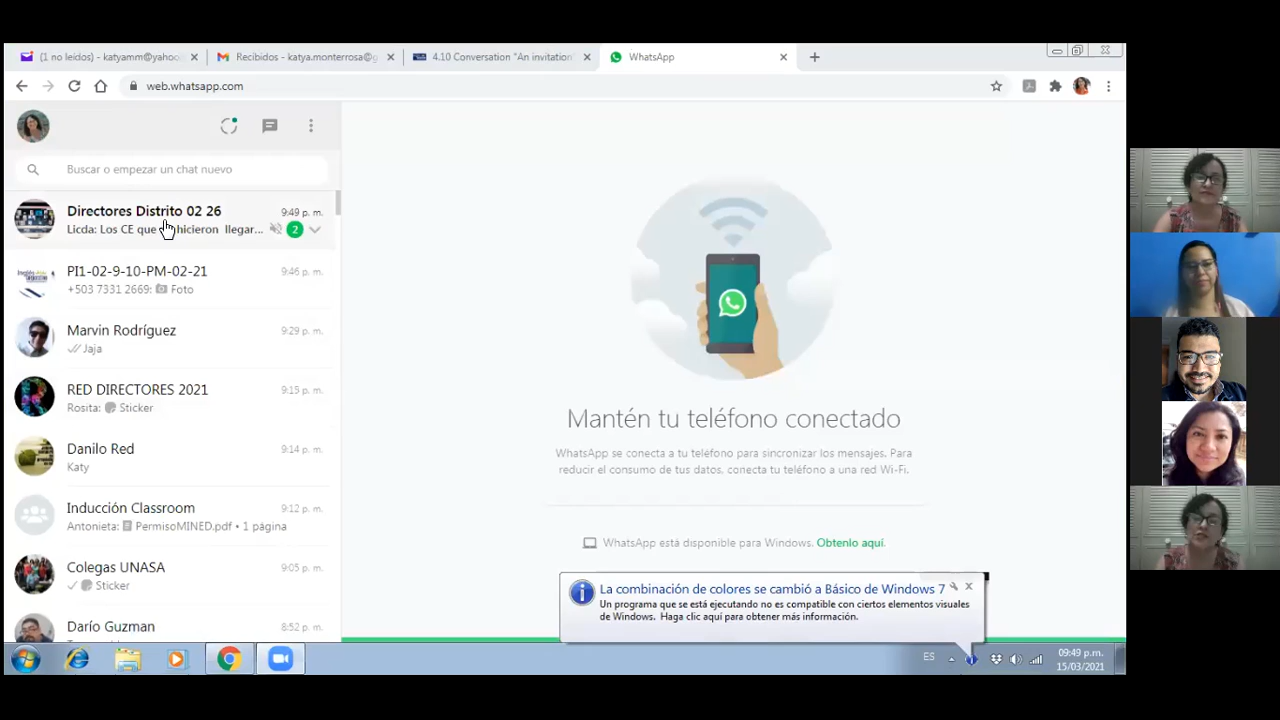 (1 no leídos) - katyamm@yahoo
Recibidos - katya.monterrosa@g
4.10 Conversation "An invitation"
WhatsApp
web.whatsapp.com
Buscar o empezar un chat nuevo
Directores Distrito 02 26
9:49 p. m.
Licda: Los CE que hicieron llegar...
2
PI1-02-9-10-PM-02-21
9:46 p. m.
+503 7331 2669: Foto
Marvin Rodríguez
9:29 p. m.
Jaja
RED DIRECTORES 2021
9:15 p. m.
Rosita: Sticker
Danilo Red
9:14 p. m.
Katy
Inducción Classroom
9:12 p. m.
Antonieta: PermisoMINED.pdf • 1 página
Colegas UNASA
9:05 p. m.
Sticker
Darío Guzman
8:52 p. m.
Mantén tu teléfono conectado
WhatsApp se conecta a tu teléfono para sincronizar los mensajes. Para
reducir el consumo de tus datos, conecta tu teléfono a una red Wi-Fi.
WhatsApp está disponible para Windows. Obtenlo aquí.
La combinación de colores se cambió a Básico de Windows 7
Un programa que se está ejecutando no es compatible con ciertos elementos visuales
de Windows. Haga clic aquí para obtener más información.
ES
09:49 p.m.
15/03/2021